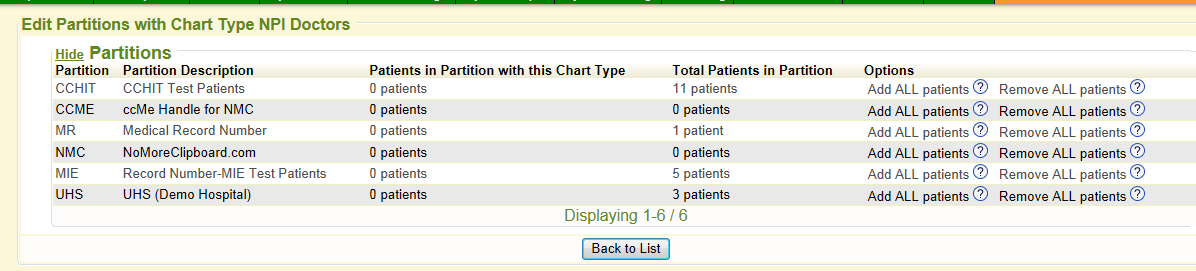 Edit Partitions with Chart Type NPI Doctors
Hide Partitions
Partition Partition Description Patients in Partition with this Chart Type Total Patients in Partition Options
CCHIT CCHIT Test Patients 0 patients 11 patients Add ALL patients ? Remove ALL patients ?
CCME ccMe Handle for NMC 0 patients 0 patients Add ALL patients ? Remove ALL patients ?
MR Medical Record Number 0 patients 1 patient Add ALL patients ? Remove ALL patients ?
NMC NoMoreClipboard.com 0 patients 0 patients Add ALL patients ? Remove ALL patients ?
MIE Record Number-MIE Test Patients 0 patients 5 patients Add ALL patients ? Remove ALL patients ?
UHS UHS (Demo Hospital) 0 patients 3 patients Add ALL patients ? Remove ALL patients ?
Displaying 1-6 / 6
Back to List